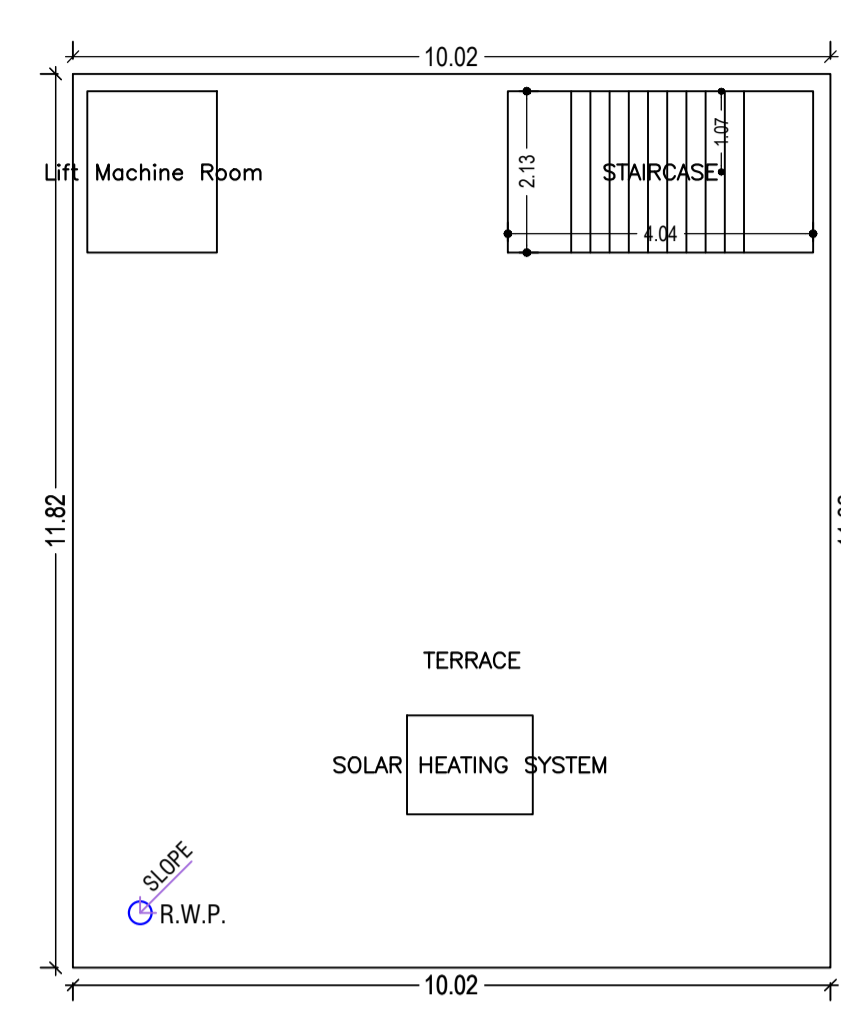 10.02
1.07
2.13
Lift Machine Room
STAIRCASE
4.04
11.82
TERRACE
SOLAR HEATING SYSTEM
SLOPE
R.W.P.
10.02